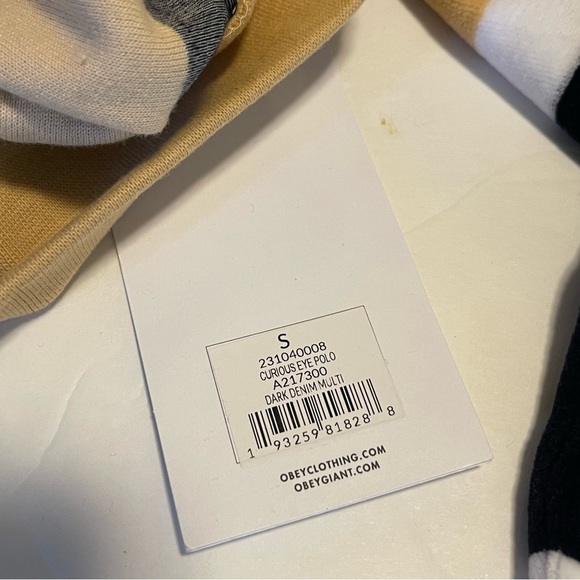 S
231040008
CURIOUS EYE POLO
A217300
DARK DENIM MULTI
1 93259 81828 8
OBEYCLOTHING.COM
OBEYGIANT.COM